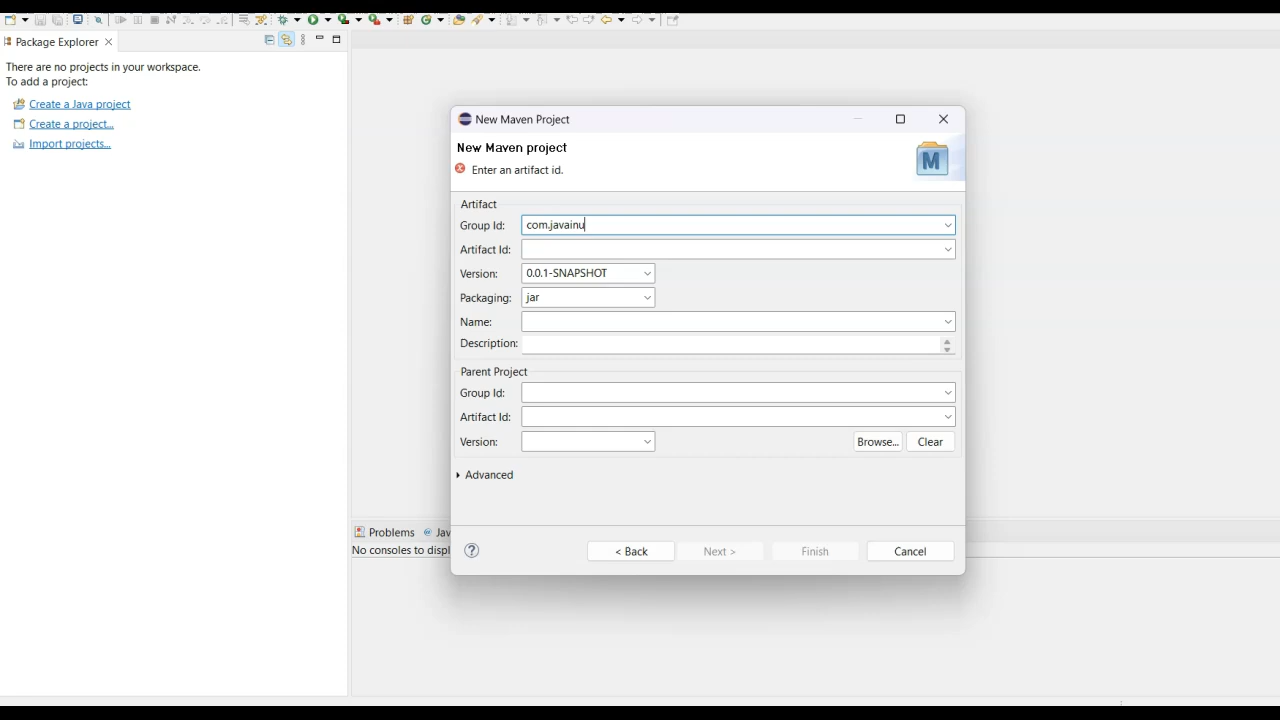 Package Explorer
There are no projects in your workspace.
To add a project:
Create a Java project
Create a project...
Import projects...
New Maven Project
New Maven project
Enter an artifact id.
M
Artifact
Group Id: com.javainu
Artifact Id:
Version: 0.0.1-SNAPSHOT
Packaging: jar
Name:
Description:
Parent Project
Group Id:
Artifact Id:
Version: Browse... Clear
Advanced
Problems @ Jav
No consoles to displ
? < Back Next > Finish Cancel